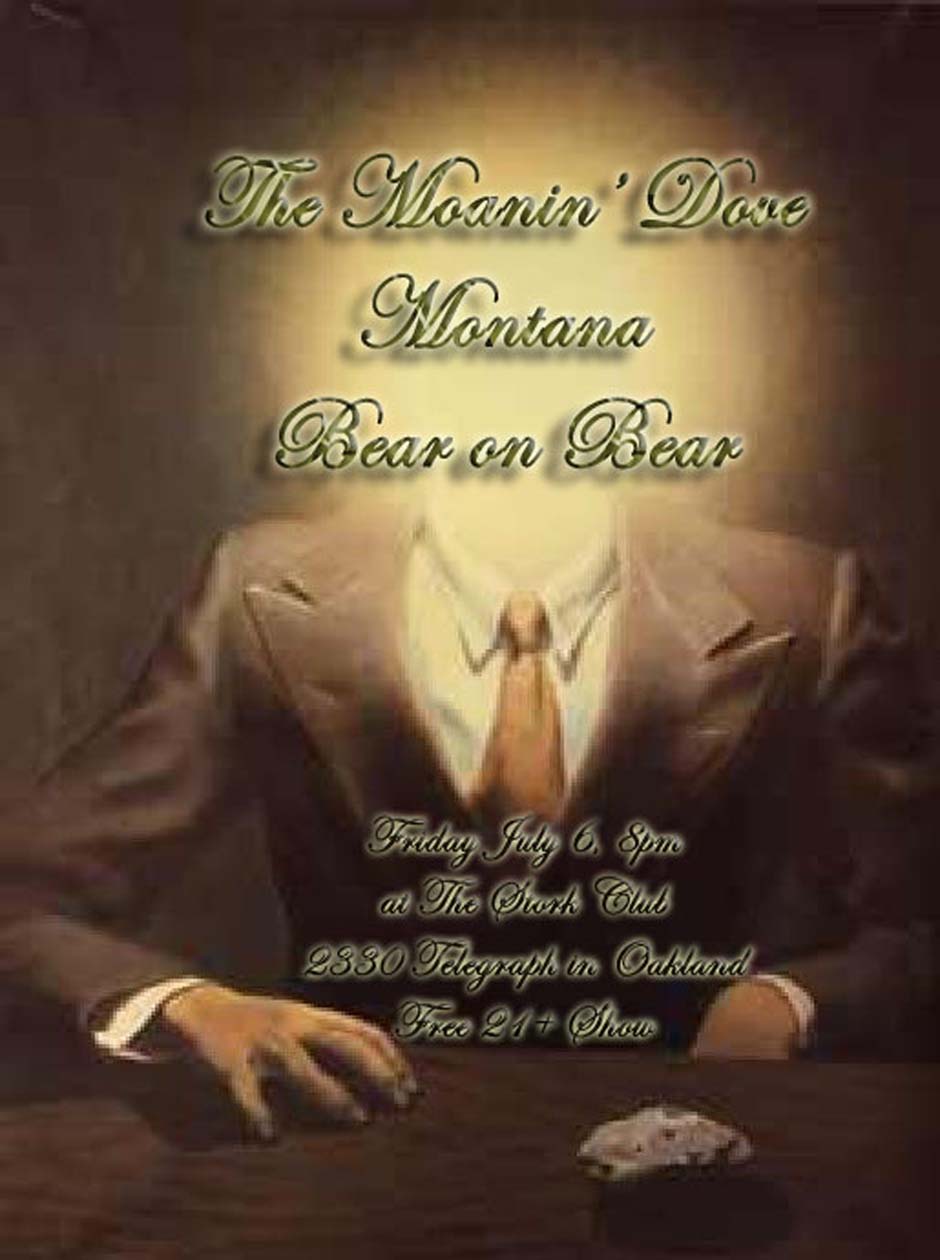 The Moanin' Dove
Montana
Bear on Bear
Friday July 6, 8pm
at The Stork Club
2330 Telegraph in Oakland
Free 21+ Show